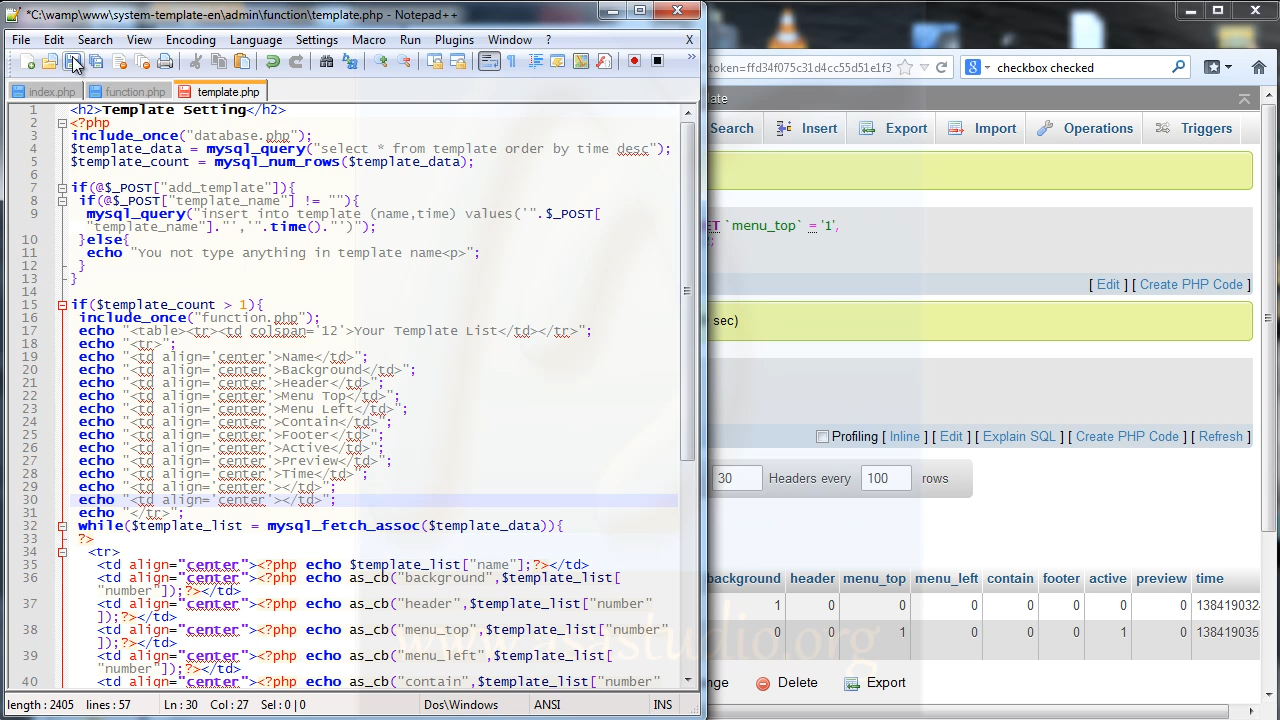 *C:\wamp\www\system-template-en\admin\function\template.php - Notepad++
File Edit Search View Encoding Language Settings Macro Run Plugins Window ? X
index.php function.php template.php
1 <h2>Template Setting</h2>
2 <?php
3 include_once("database.php");
4 $template_data = mysql_query("select * from template order by time desc");
5 $template_count = mysql_num_rows($template_data);
6
7 if(@$_POST["add_template"]){
8 if(@$_POST["template_name"] != ""){
9 mysql_query("insert into template (name,time) values('".$_POST[
"template_name"]."','".time()."')");
10 }else{
11 echo "You not type anything in template name<p>";
12 }
13 }
14
15 if($template_count > 1){
16 include_once("function.php");
17 echo "<table><tr><td colspan='12'>Your Template List</td></tr>";
18 echo "<tr>";
19 echo "<td align='center'>Name</td>";
20 echo "<td align='center'>Background</td>";
21 echo "<td align='center'>Header</td>";
22 echo "<td align='center'>Menu Top</td>";
23 echo "<td align='center'>Menu Left</td>";
24 echo "<td align='center'>Contain</td>";
25 echo "<td align='center'>Footer</td>";
26 echo "<td align='center'>Active</td>";
27 echo "<td align='center'>Preview</td>";
28 echo "<td align='center'>Time</td>";
29 echo "<td align='center'></td>";
30 echo "<td align='center'></td>";
31 echo "</tr>";
32 while($template_list = mysql_fetch_assoc($template_data)){
33 ?>
34 <tr>
35 <td align="center"><?php echo $template_list["name"];?></td>
36 <td align="center"><?php echo as_cb("background",$template_list[
"number"]);?></td>
37 <td align="center"><?php echo as_cb("header",$template_list["number"
]);?></td>
38 <td align="center"><?php echo as_cb("menu_top",$template_list["number"
]);?></td>
39 <td align="center"><?php echo as_cb("menu_left",$template_list[
"number"]);?></td>
40 <td align="center"><?php echo as_cb("contain",$template_list["number"
length : 2405 lines : 57 Ln : 30 Col : 27 Sel : 0 | 0 Dos\Windows ANSI INS
token=ffd34f075c31d4cc55d51e1f3 checkbox checked
late
Search Insert Export Import Operations Triggers
ET `menu_top` = '1',
;
[ Edit ] [ Create PHP Code ]
sec)
Profiling [ Inline ] [ Edit ] [ Explain SQL ] [ Create PHP Code ] [ Refresh ]
30 Headers every 100 rows
background header menu_top menu_left contain footer active preview time
1 0 0 0 0 0 0 0 138419032
0 0 1 0 0 0 1 0 138419035
nge Delete Export